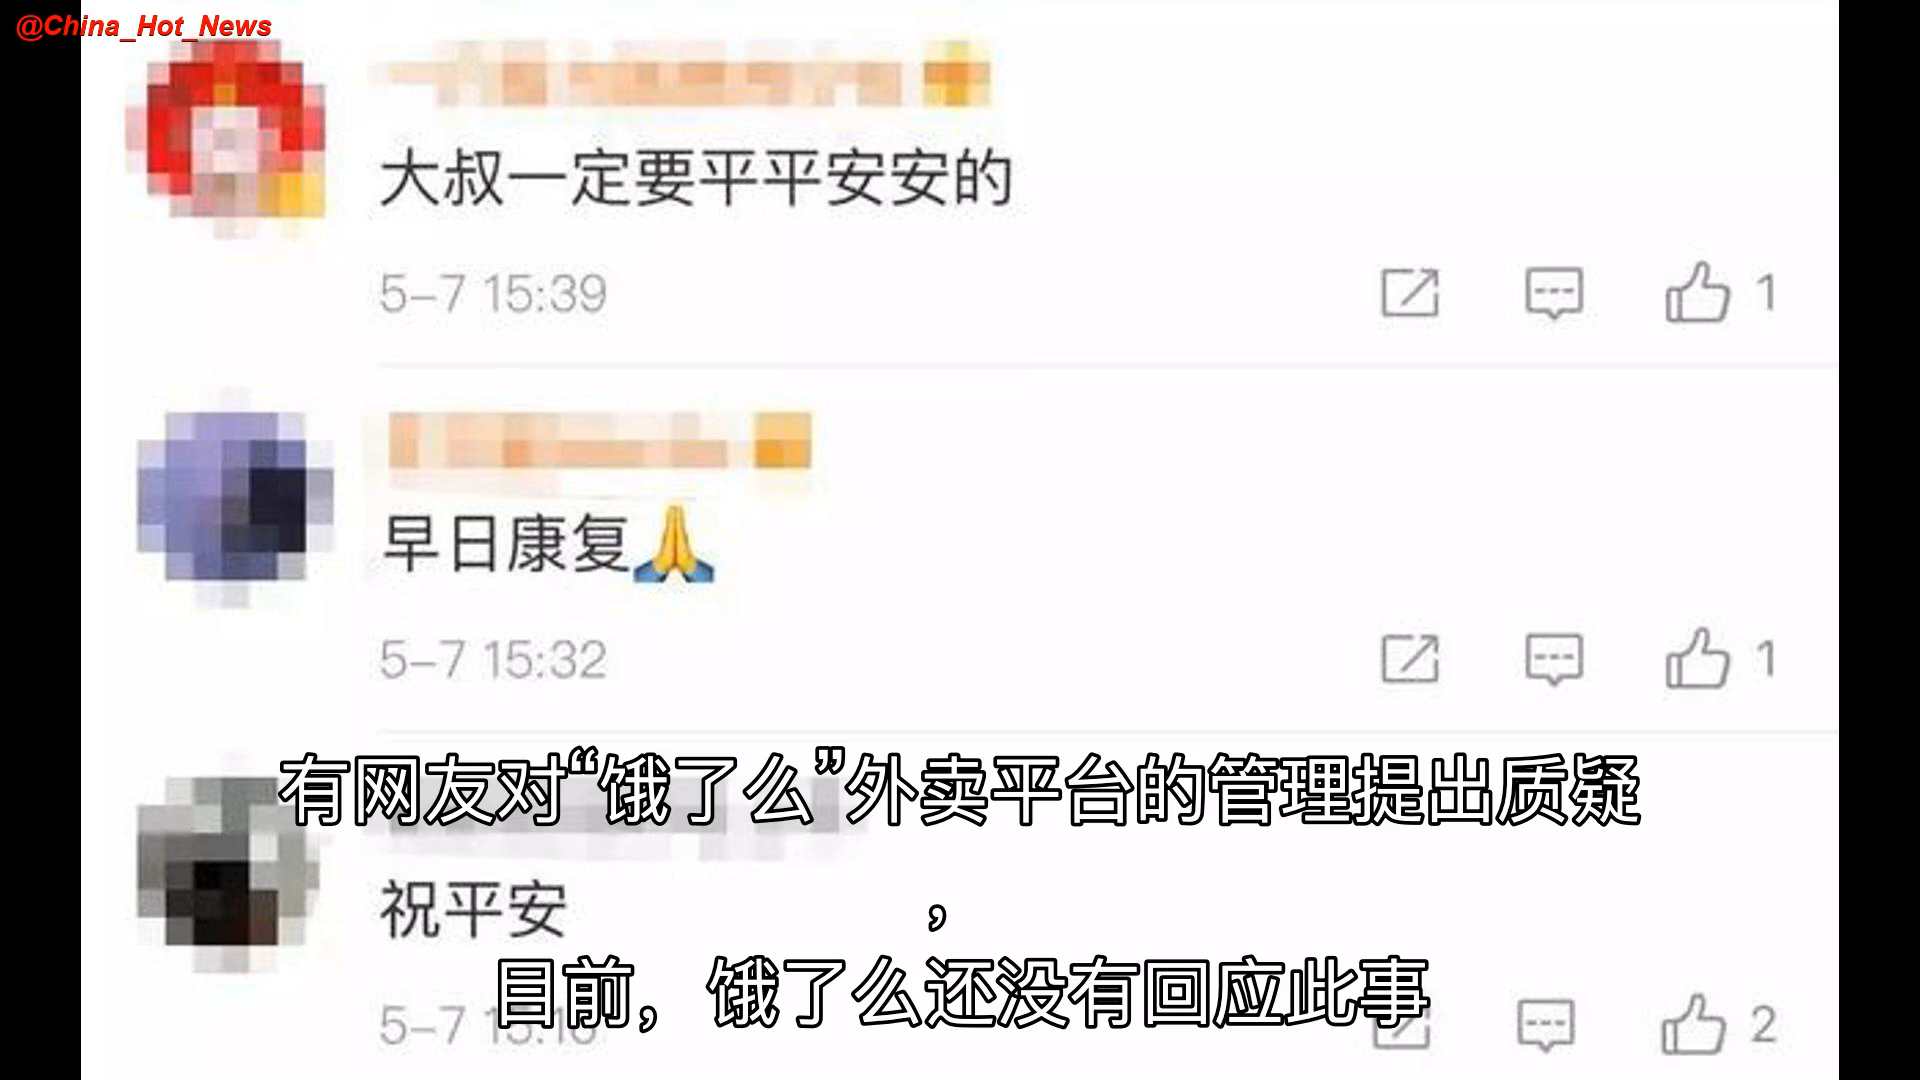 @China_Hot_News
大叔一定要平平安安的
5-7 15:39
1
早日康复🙏
5-7 15:32
1
有网友对“饿了么”外卖平台的管理提出质疑
祝平安
，
目前，饿了么还没有回应此事
5-7
2